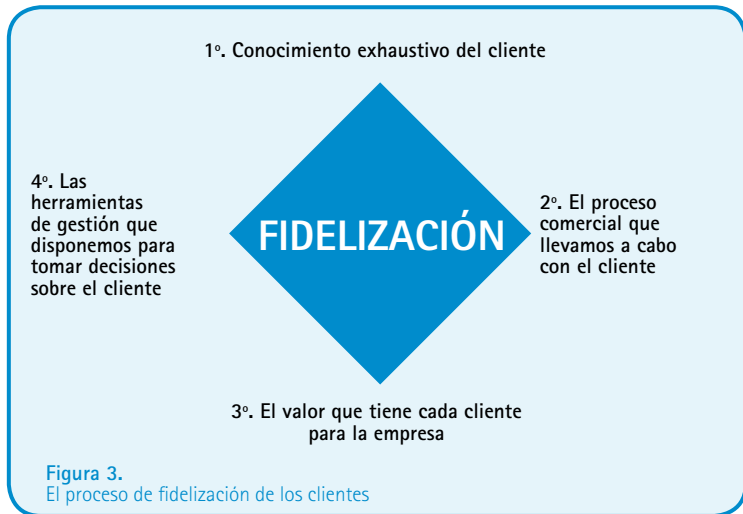 1º. Conocimiento exhaustivo del cliente
4º. Las
herramientas
de gestión que
disponemos para
tomar decisiones
sobre el cliente
FIDELIZACIÓN
2º. El proceso
comercial que
llevamos a cabo
con el cliente
3º. El valor que tiene cada cliente
para la empresa
Figura 3.
El proceso de fidelización de los clientes